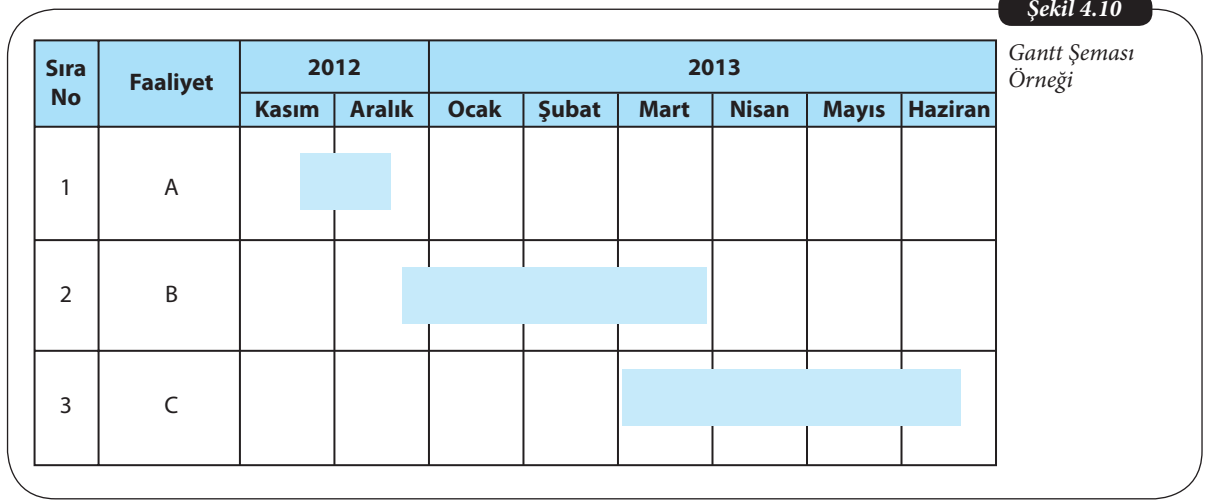 Şekil 4.10
Gantt Şeması
Örneği
Sıra No Faaliyet 2012 2013
Kasım Aralık Ocak Şubat Mart Nisan Mayıs Haziran
1 A
2 B
3 C